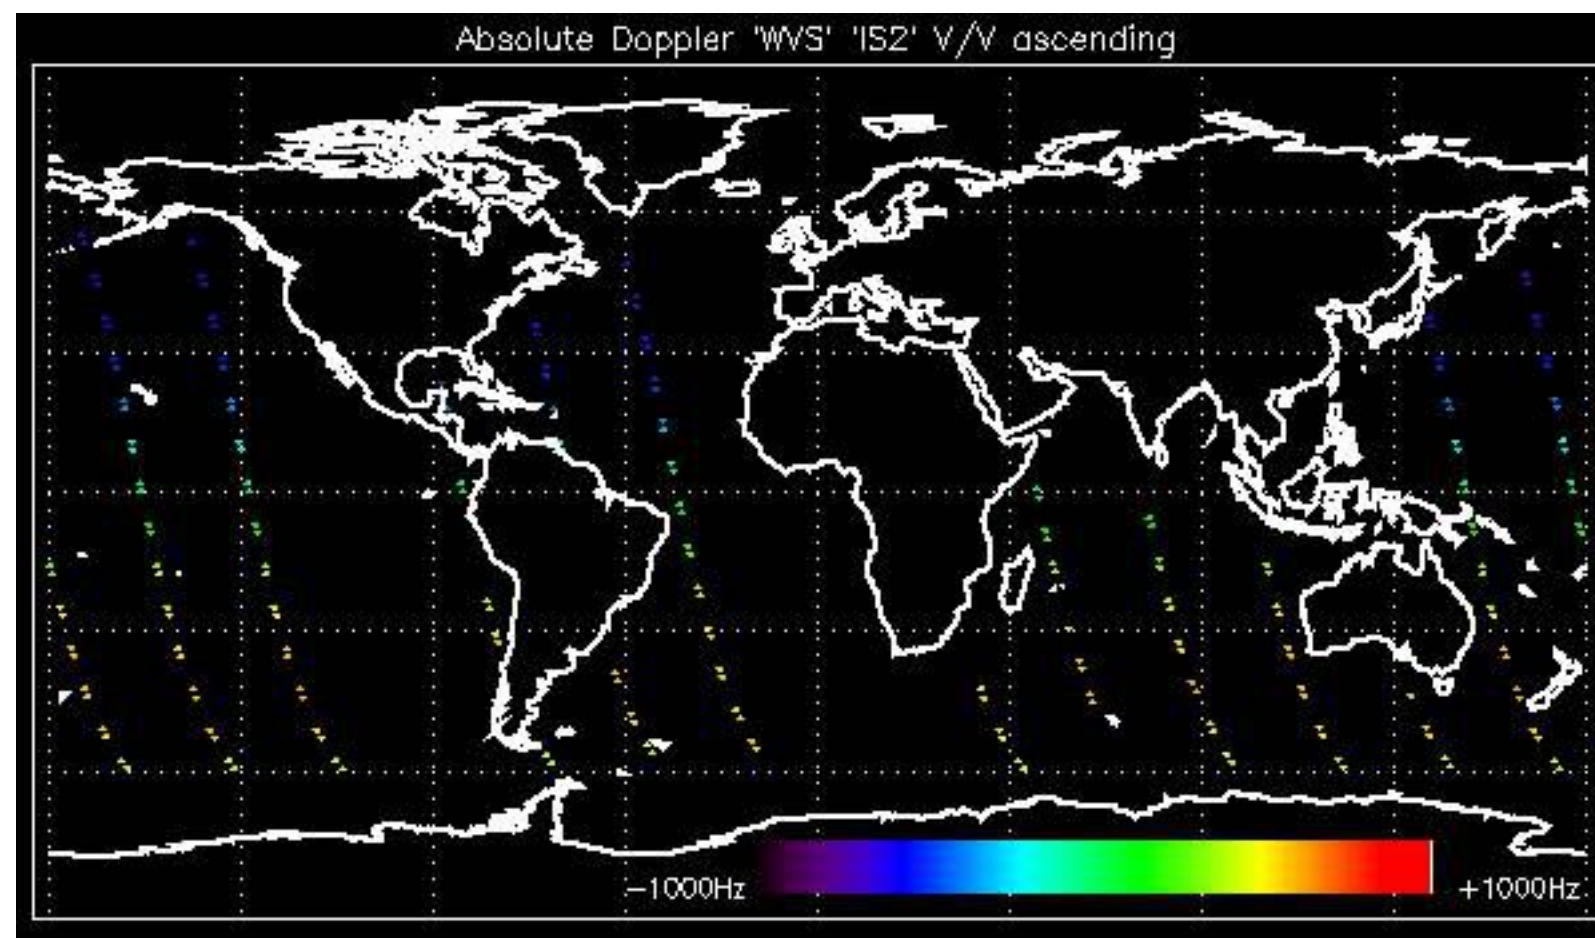 Absolute Doppler 'WVS' 'IS2' V/V ascending
−1000Hz +1000Hz